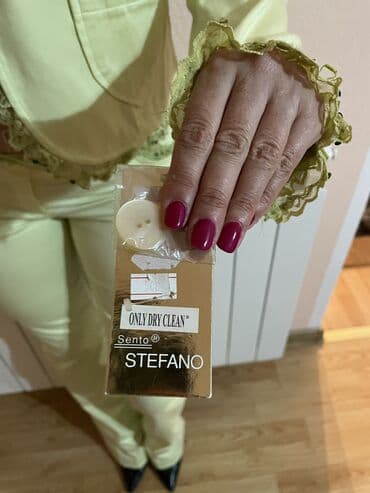 ONLY DRY CLEAN*
Sento®
STEFANO